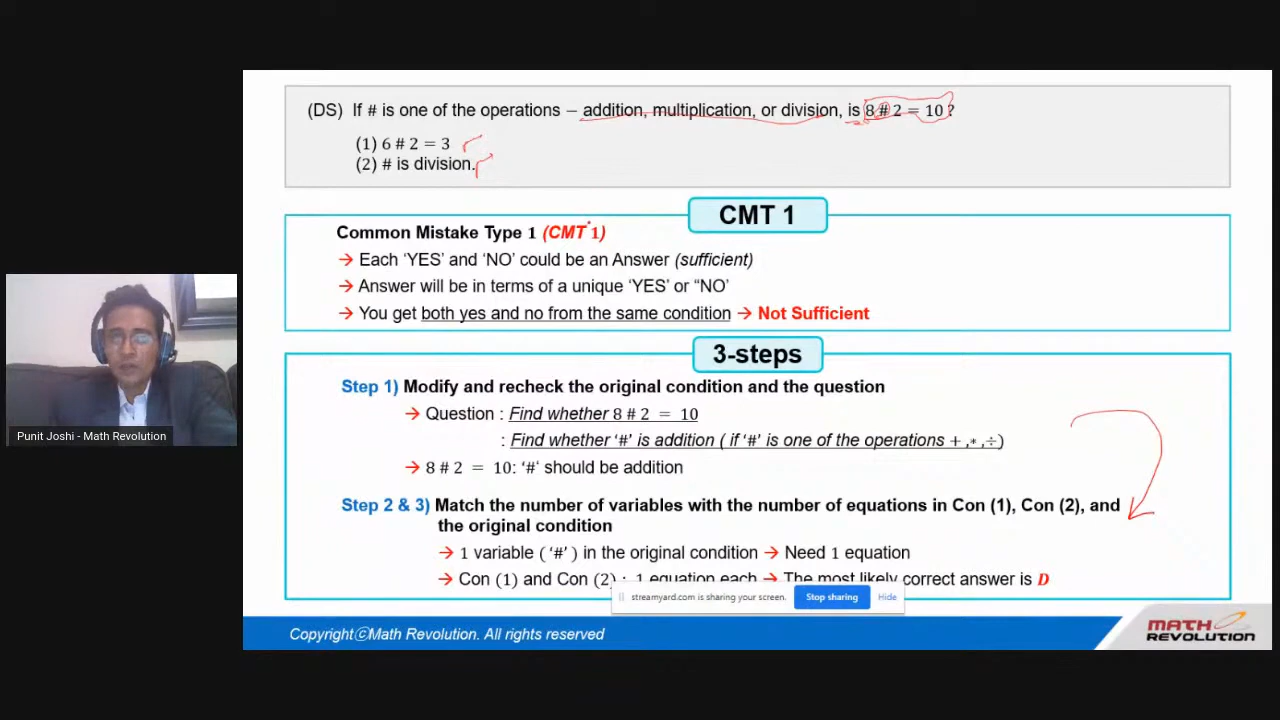 (DS) If # is one of the operations – addition, multiplication, or division, is 8 # 2 = 10 ?
(1) 6 # 2 = 3
(2) # is division.
CMT 1
Common Mistake Type 1 (CMT 1)
→ Each ‘YES’ and ‘NO’ could be an Answer (sufficient)
→ Answer will be in terms of a unique ‘YES’ or “NO’
→ You get both yes and no from the same condition → Not Sufficient
3-steps
Step 1) Modify and recheck the original condition and the question
→ Question : Find whether 8 # 2 = 10
: Find whether ‘#’ is addition ( if ‘#’ is one of the operations + ,* ,÷)
→ 8 # 2 = 10: ‘#‘ should be addition
Step 2 & 3) Match the number of variables with the number of equations in Con (1), Con (2), and
the original condition
→ 1 variable ( ‘#’ ) in the original condition → Need 1 equation
→ Con (1) and Con (2) : 1 equation each → The most likely correct answer is D
streamyard.com is sharing your screen. Stop sharing Hide
Punit Joshi - Math Revolution
CopyrightⓒMath Revolution. All rights reserved
MATH
REVOLUTION